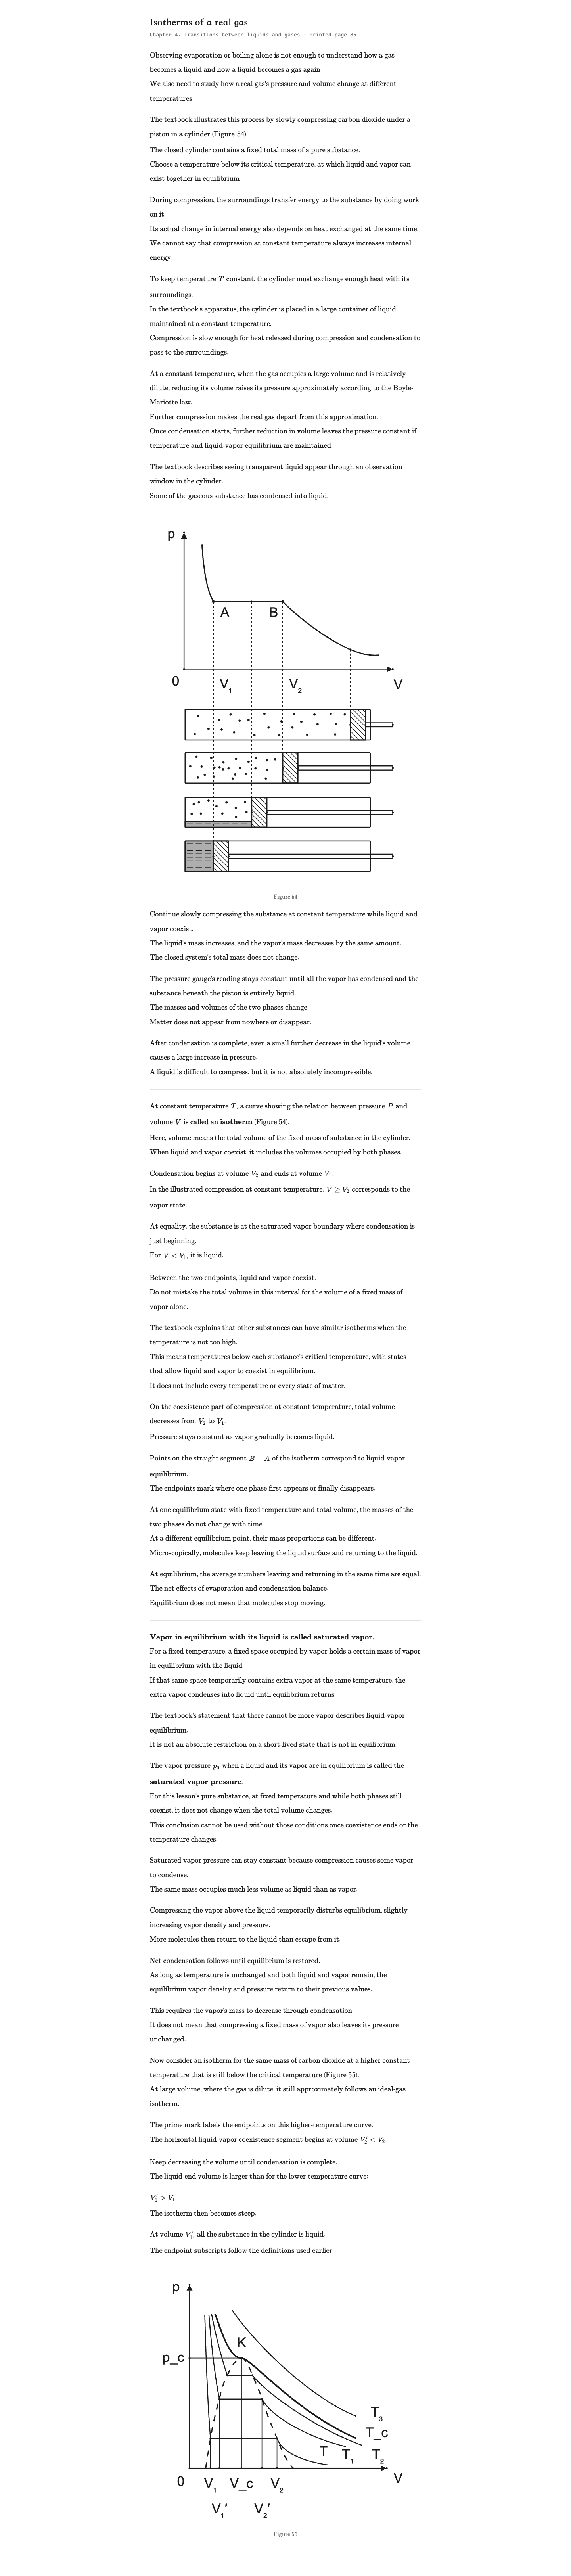 Isotherms of a real gas
Chapter 4. Transitions between liquids and gases · Printed page 85
Observing evaporation or boiling alone is not enough to understand how a gas
becomes a liquid and how a liquid becomes a gas again.
We also need to study how a real gas's pressure and volume change at different
temperatures.
The textbook illustrates this process by slowly compressing carbon dioxide under a
piston in a cylinder (Figure 54).
The closed cylinder contains a fixed total mass of a pure substance.
Choose a temperature below its critical temperature, at which liquid and vapor can
exist together in equilibrium.
During compression, the surroundings transfer energy to the substance by doing work
on it.
Its actual change in internal energy also depends on heat exchanged at the same time.
We cannot say that compression at constant temperature always increases internal
energy.
To keep temperature T constant, the cylinder must exchange enough heat with its
surroundings.
In the textbook's apparatus, the cylinder is placed in a large container of liquid
maintained at a constant temperature.
Compression is slow enough for heat released during compression and condensation to
pass to the surroundings.
At a constant temperature, when the gas occupies a large volume and is relatively
dilute, reducing its volume raises its pressure approximately according to the Boyle-
Mariotte law.
Further compression makes the real gas depart from this approximation.
Once condensation starts, further reduction in volume leaves the pressure constant if
temperature and liquid-vapor equilibrium are maintained.
The textbook describes seeing transparent liquid appear through an observation
window in the cylinder.
Some of the gaseous substance has condensed into liquid.
p
A
B
0
V₁
V₂
V
Figure 54
Continue slowly compressing the substance at constant temperature while liquid and
vapor coexist.
The liquid's mass increases, and the vapor's mass decreases by the same amount.
The closed system's total mass does not change.
The pressure gauge's reading stays constant until all the vapor has condensed and the
substance beneath the piston is entirely liquid.
The masses and volumes of the two phases change.
Matter does not appear from nowhere or disappear.
After condensation is complete, even a small further decrease in the liquid's volume
causes a large increase in pressure.
A liquid is difficult to compress, but it is not absolutely incompressible.
At constant temperature T, a curve showing the relation between pressure P and
volume V is called an isotherm (Figure 54).
Here, volume means the total volume of the fixed mass of substance in the cylinder.
When liquid and vapor coexist, it includes the volumes occupied by both phases.
Condensation begins at volume V₂ and ends at volume V₁.
In the illustrated compression at constant temperature, V ≥ V₂ corresponds to the
vapor state.
At equality, the substance is at the saturated-vapor boundary where condensation is
just beginning.
For V < V₁, it is liquid.
Between the two endpoints, liquid and vapor coexist.
Do not mistake the total volume in this interval for the volume of a fixed mass of
vapor alone.
The textbook explains that other substances can have similar isotherms when the
temperature is not too high.
This means temperatures below each substance's critical temperature, with states
that allow liquid and vapor to coexist in equilibrium.
It does not include every temperature or every state of matter.
On the coexistence part of compression at constant temperature, total volume
decreases from V₂ to V₁.
Pressure stays constant as vapor gradually becomes liquid.
Points on the straight segment B − A of the isotherm correspond to liquid-vapor
equilibrium.
The endpoints mark where one phase first appears or finally disappears.
At one equilibrium state with fixed temperature and total volume, the masses of the
two phases do not change with time.
At a different equilibrium point, their mass proportions can be different.
Microscopically, molecules keep leaving the liquid surface and returning to the liquid.
At equilibrium, the average numbers leaving and returning in the same time are equal.
The net effects of evaporation and condensation balance.
Equilibrium does not mean that molecules stop moving.
Vapor in equilibrium with its liquid is called saturated vapor.
For a fixed temperature, a fixed space occupied by vapor holds a certain mass of vapor
in equilibrium with the liquid.
If that same space temporarily contains extra vapor at the same temperature, the
extra vapor condenses into liquid until equilibrium returns.
The textbook's statement that there cannot be more vapor describes liquid-vapor
equilibrium.
It is not an absolute restriction on a short-lived state that is not in equilibrium.
The vapor pressure p₀ when a liquid and its vapor are in equilibrium is called the
saturated vapor pressure.
For this lesson's pure substance, at fixed temperature and while both phases still
coexist, it does not change when the total volume changes.
This conclusion cannot be used without those conditions once coexistence ends or the
temperature changes.
Saturated vapor pressure can stay constant because compression causes some vapor
to condense.
The same mass occupies much less volume as liquid than as vapor.
Compressing the vapor above the liquid temporarily disturbs equilibrium, slightly
increasing vapor density and pressure.
More molecules then return to the liquid than escape from it.
Net condensation follows until equilibrium is restored.
As long as temperature is unchanged and both liquid and vapor remain, the
equilibrium vapor density and pressure return to their previous values.
This requires the vapor's mass to decrease through condensation.
It does not mean that compressing a fixed mass of vapor also leaves its pressure
unchanged.
Now consider an isotherm for the same mass of carbon dioxide at a higher constant
temperature that is still below the critical temperature (Figure 55).
At large volume, where the gas is dilute, it still approximately follows an ideal-gas
isotherm.
The prime mark labels the endpoints on this higher-temperature curve.
The horizontal liquid-vapor coexistence segment begins at volume V₂′ < V₂.
Keep decreasing the volume until condensation is complete.
The liquid-end volume is larger than for the lower-temperature curve:
V₁′ > V₁.
The isotherm then becomes steep.
At volume V₁′, all the substance in the cylinder is liquid.
The endpoint subscripts follow the definitions used earlier.
p
K
p_c
T₃
T_c
T
T₁
T₂
0
V₁
V_c
V₂
V
V₁′
V₂′
Figure 55